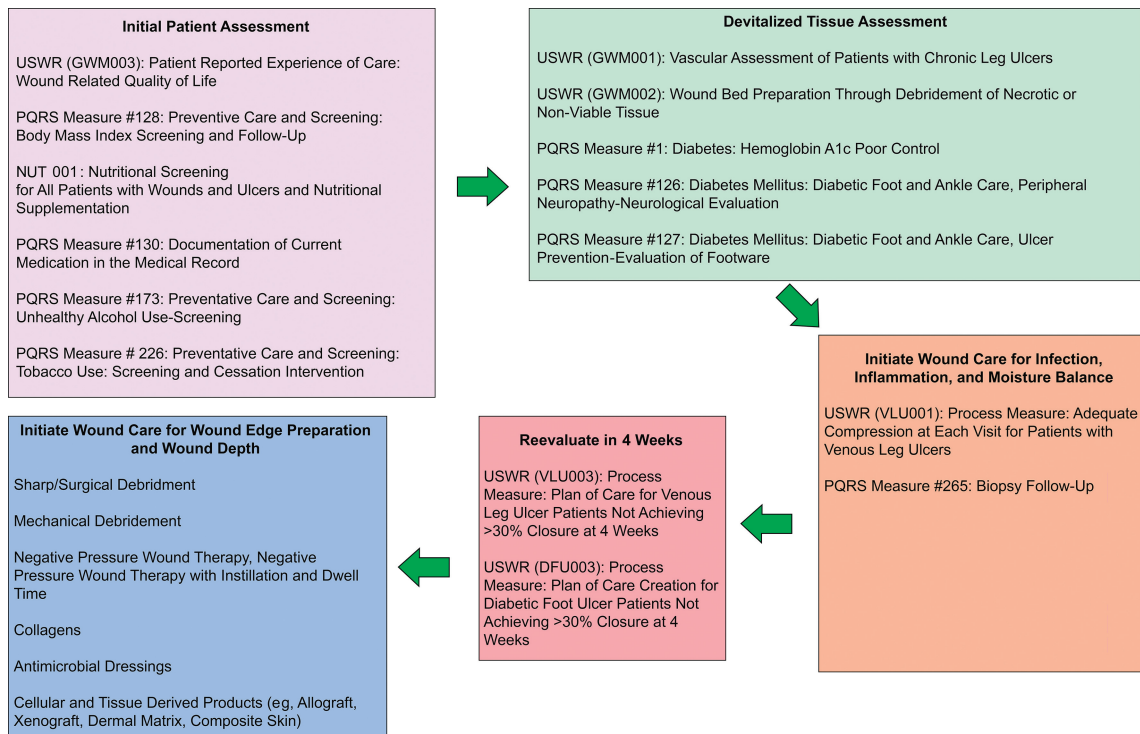 Initial Patient Assessment
USWR (GWM003): Patient Reported Experience of Care:
Wound Related Quality of Life
PQRS Measure #128: Preventive Care and Screening:
Body Mass Index Screening and Follow-Up
NUT 001: Nutritional Screening
for All Patients with Wounds and Ulcers and Nutritional
Supplementation
PQRS Measure #130: Documentation of Current
Medication in the Medical Record
PQRS Measure #173: Preventative Care and Screening:
Unhealthy Alcohol Use-Screening
PQRS Measure # 226: Preventative Care and Screening:
Tobacco Use: Screening and Cessation Intervention
Devitalized Tissue Assessment
USWR (GWM001): Vascular Assessment of Patients with Chronic Leg Ulcers
USWR (GWM002): Wound Bed Preparation Through Debridement of Necrotic or
Non-Viable Tissue
PQRS Measure #1: Diabetes: Hemoglobin A1c Poor Control
PQRS Measure #126: Diabetes Mellitus: Diabetic Foot and Ankle Care, Peripheral
Neuropathy-Neurological Evaluation
PQRS Measure #127: Diabetes Mellitus: Diabetic Foot and Ankle Care, Ulcer
Prevention-Evaluation of Footware
Initiate Wound Care for Infection,
Inflammation, and Moisture Balance
USWR (VLU001): Process Measure: Adequate
Compression at Each Visit for Patients with
Venous Leg Ulcers
PQRS Measure #265: Biopsy Follow-Up
Reevaluate in 4 Weeks
USWR (VLU003): Process
Measure: Plan of Care for Venous
Leg Ulcer Patients Not Achieving
>30% Closure at 4 Weeks
USWR (DFU003): Process
Measure: Plan of Care Creation for
Diabetic Foot Ulcer Patients Not
Achieving >30% Closure at 4
Weeks
Initiate Wound Care for Wound Edge Preparation
and Wound Depth
Sharp/Surgical Debridment
Mechanical Debridement
Negative Pressure Wound Therapy, Negative
Pressure Wound Therapy with Instillation and Dwell
Time
Collagens
Antimicrobial Dressings
Cellular and Tissue Derived Products (eg, Allograft,
Xenograft, Dermal Matrix, Composite Skin)